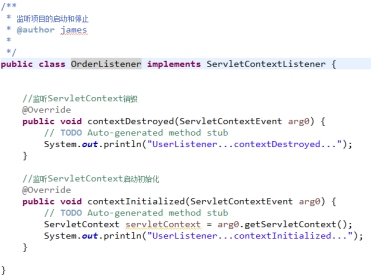 /**
 * 监听项目的启动和停止
 * @author james
 *
 */
public class OrderListener implements ServletContextListener {
//监听ServletContext销毁
@Override
public void contextDestroyed(ServletContextEvent arg0) {
// TODO Auto-generated method stub
System.out.println("UserListener...contextDestroyed...");
}
//监听ServletContext启动初始化
@Override
public void contextInitialized(ServletContextEvent arg0) {
// TODO Auto-generated method stub
ServletContext servletContext = arg0.getServletContext();
System.out.println("UserListener...contextInitialized...");
}
}